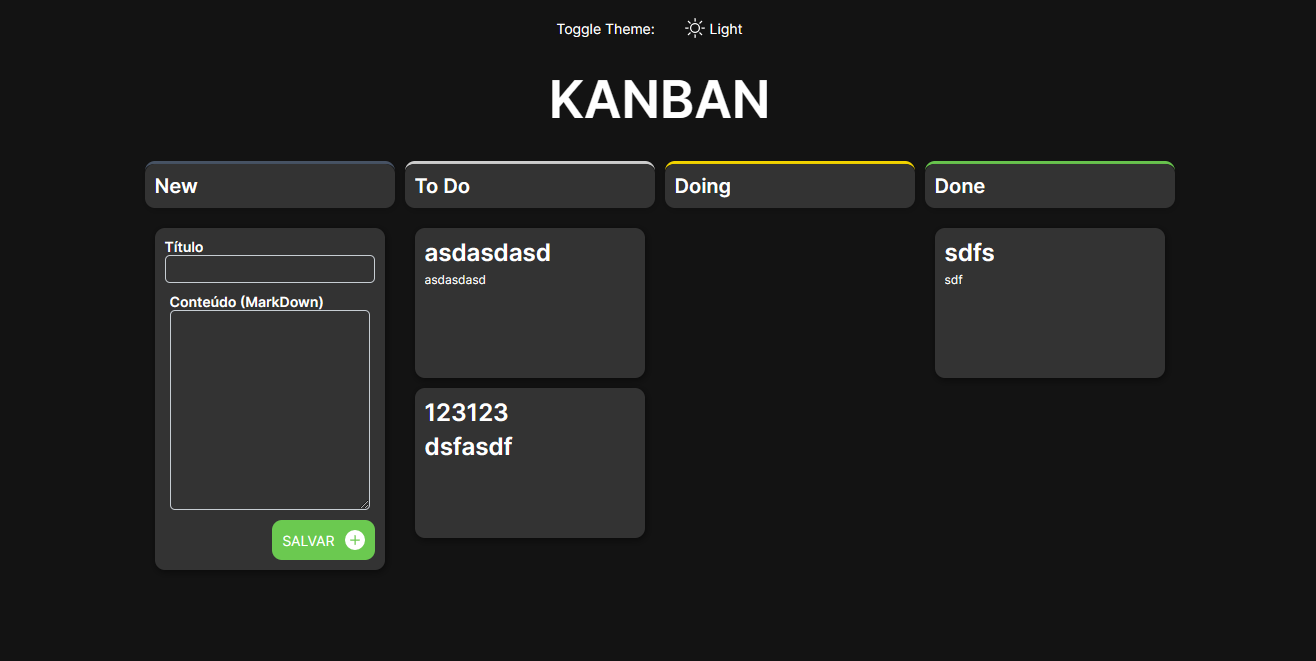 Toggle Theme: Light
KANBAN
New
Título
Conteúdo (MarkDown)
SALVAR
To Do
asdasdasd
asdasdasd
123123
dsfasdf
Doing
Done
sdfs
sdf